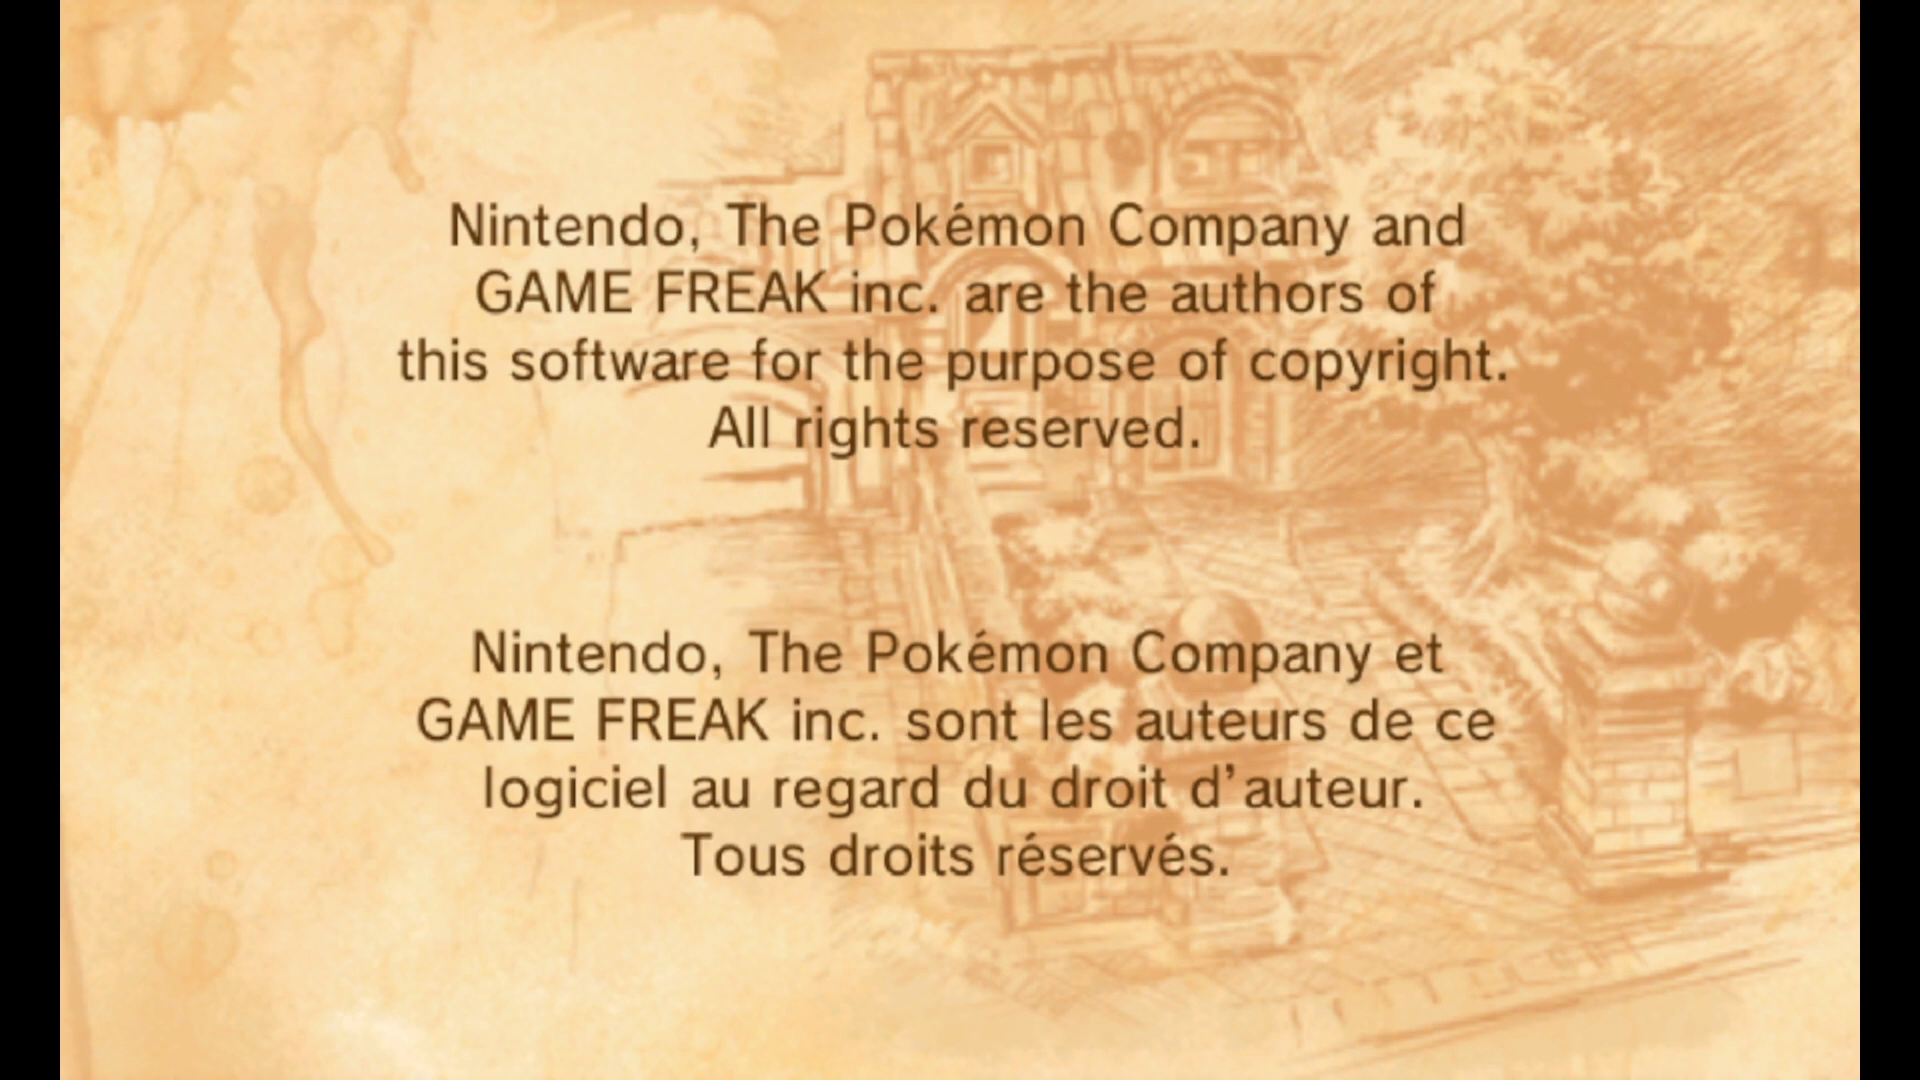 Nintendo, The Pokémon Company and
GAME FREAK inc. are the authors of
this software for the purpose of copyright.
All rights reserved.
Nintendo, The Pokémon Company et
GAME FREAK inc. sont les auteurs de ce
logiciel au regard du droit d’auteur.
Tous droits réservés.